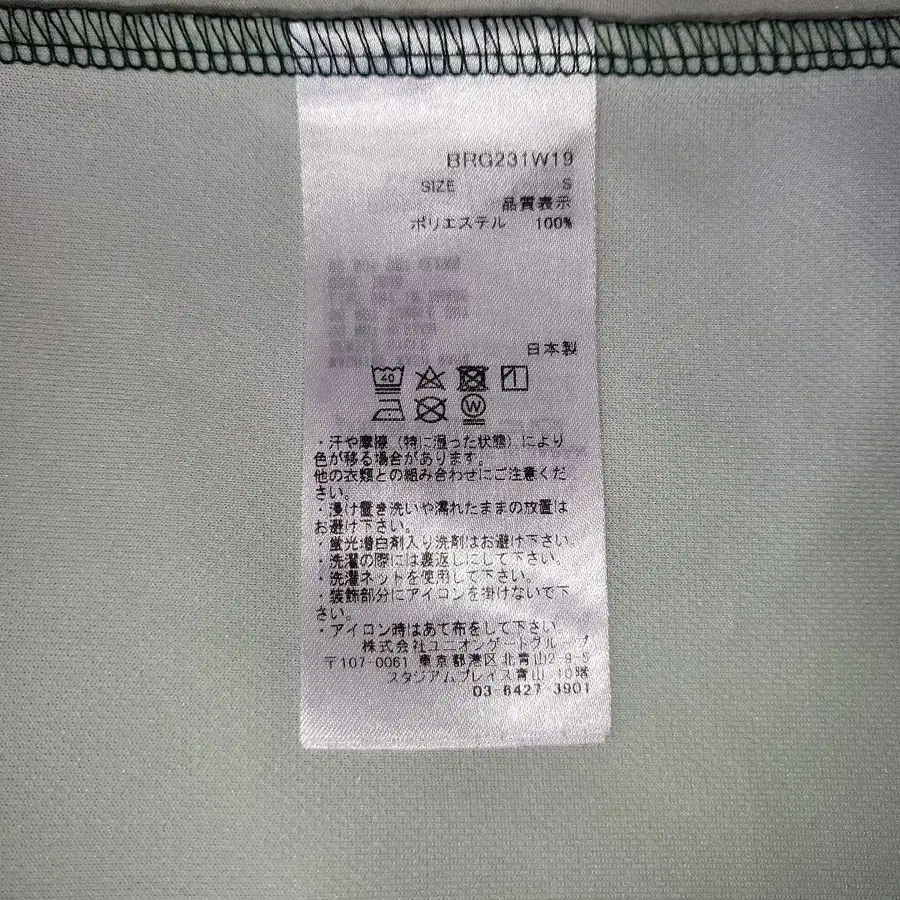 BRG231W19
SIZE S
品質表示
ポリエステル 100%
日本製
40
W
・汗や摩擦（特に湿った状態）により
色が移る場合があります。
他の衣類との組み合わせにご注意くだ
さい。
・浸け置き洗いや濡れたままの放置は
お避け下さい。
・蛍光増白剤入り洗剤はお避け下さい.
・洗濯の際には裏返しにして下さい.
・洗濯ネットを使用して下さい。
・装飾部分にアイロンを掛けないで下
さい。
・アイロン時はあて布をして下さい.
株式会社ユニオンゲートグループ
〒107-0061 東京都港区北青山2-9-5
スタジアムプレイス青山 10階
03-6427-3901